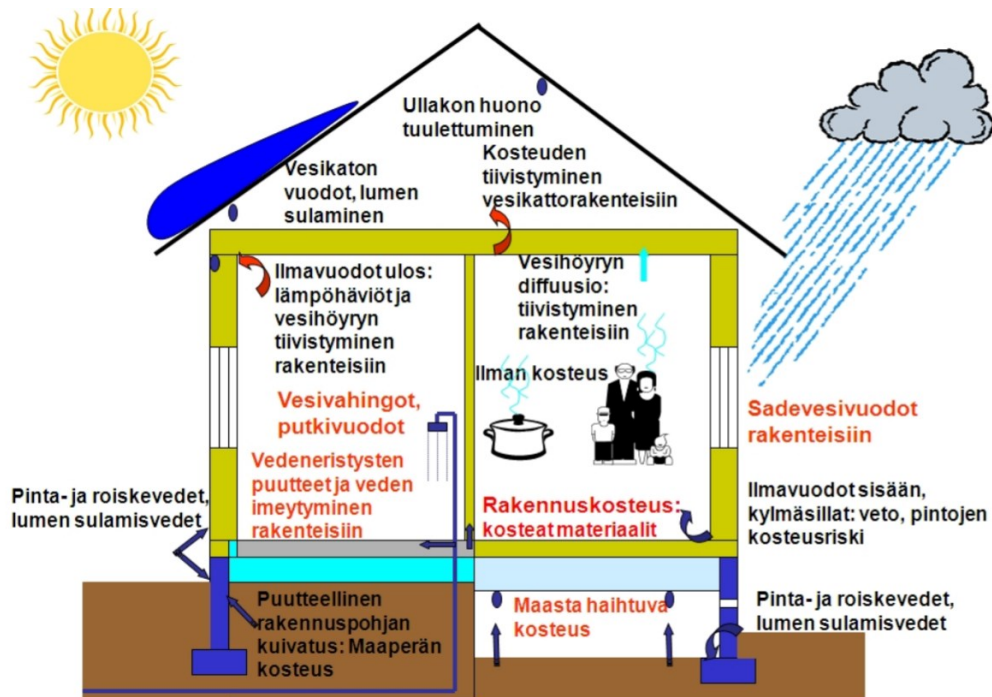 Ullakon huono
tuulettuminen
Vesikaton
vuodot, lumen
sulaminen
Kosteuden
tiivistyminen
vesikattorakenteisiin
Ilmavuodot ulos:
lämpöhäviöt ja
vesihöyryn
tiivistyminen
rakenteisiin
Vesihöyryn
diffuusio:
tiivistyminen
rakenteisiin
Ilman kosteus
Vesivahingot,
putkivuodot
Vedeneristysten
puutteet ja veden
imeytyminen
rakenteisiin
Rakennuskosteus:
kosteat materiaalit
Sadevesivuodot
rakenteisiin
Pinta- ja roiskevedet,
lumen sulamisvedet
Ilmavuodot sisään,
kylmäsillat: veto, pintojen
kosteusriski
Puutteellinen
rakennuspohjan
kuivatus: Maaperän
kosteus
Maasta haihtuva
kosteus
Pinta- ja roiskevedet,
lumen sulamisvedet